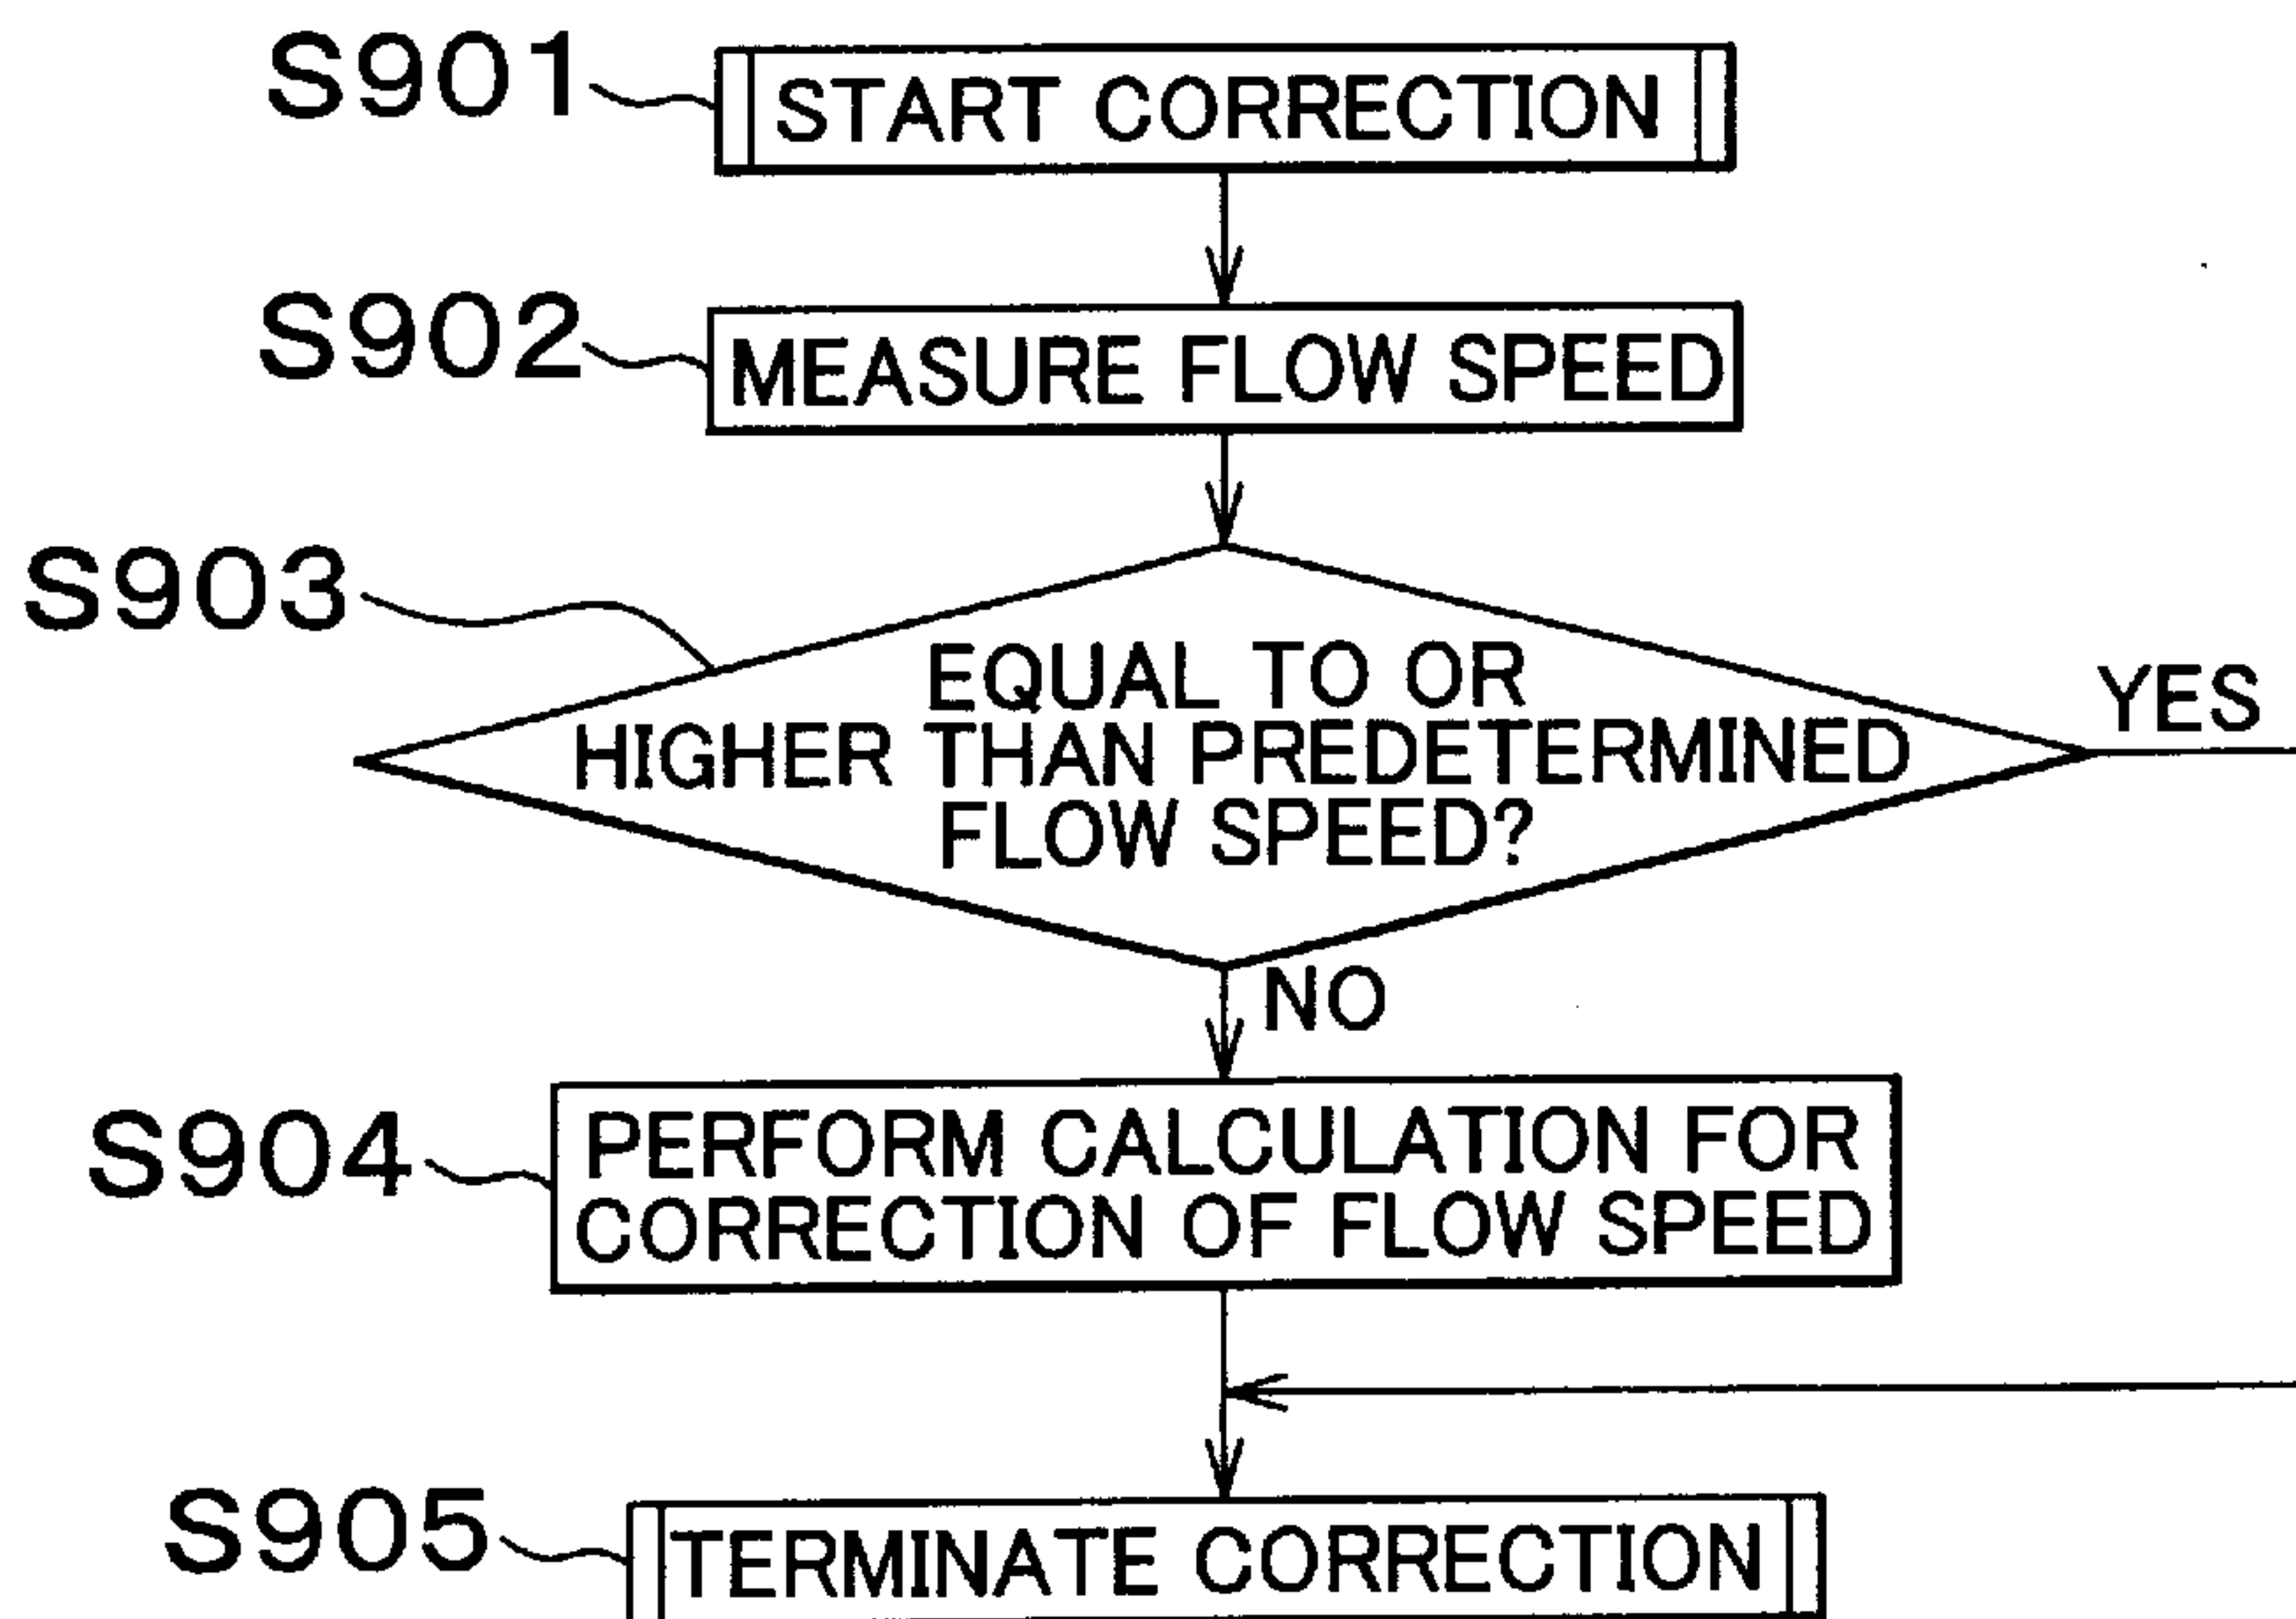 S901
START CORRECTION
S902
MEASURE FLOW SPEED
S903
EQUAL TO OR
HIGHER THAN PREDETERMINED
FLOW SPEED?
YES
NO
S904
PERFORM CALCULATION FOR
CORRECTION OF FLOW SPEED
S905
TERMINATE CORRECTION